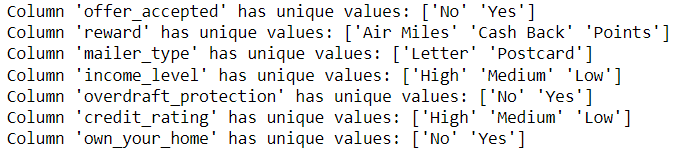 Column 'offer_accepted' has unique values: ['No' 'Yes']
Column 'reward' has unique values: ['Air Miles' 'Cash Back' 'Points']
Column 'mailer_type' has unique values: ['Letter' 'Postcard']
Column 'income_level' has unique values: ['High' 'Medium' 'Low']
Column 'overdraft_protection' has unique values: ['No' 'Yes']
Column 'credit_rating' has unique values: ['High' 'Medium' 'Low']
Column 'own_your_home' has unique values: ['No' 'Yes']